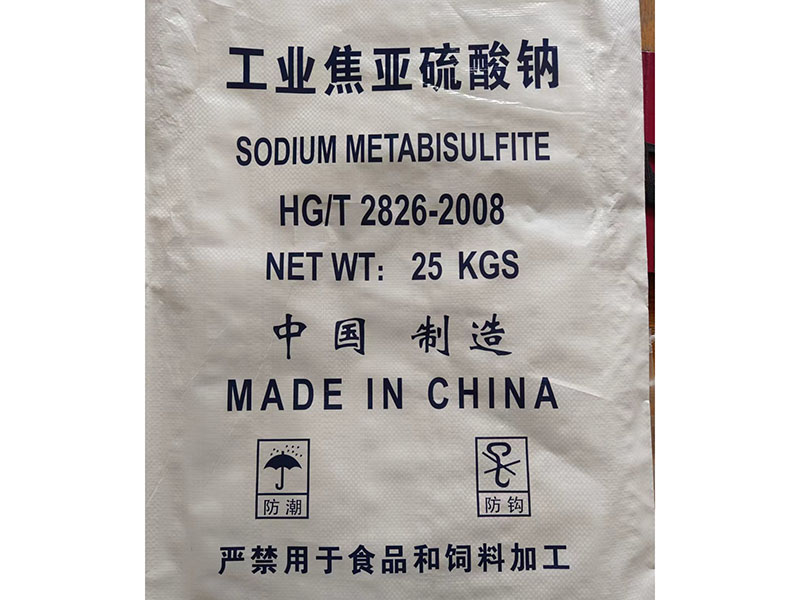 工业焦亚硫酸钠
SODIUM METABISULFITE
HG/T 2826-2008
NET WT: 25 KGS
中国 制造
MADE IN CHINA
防潮 防钩
严禁用于食品和饲料加工